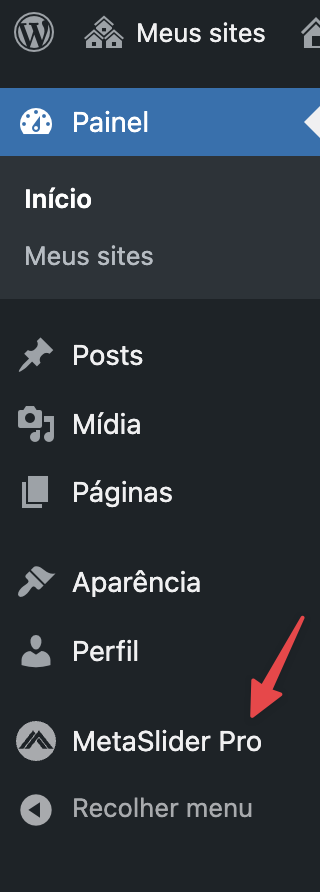 Meus sites
Painel
Início
Meus sites
Posts
Mídia
Páginas
Aparência
Perfil
MetaSlider Pro
Recolher menu